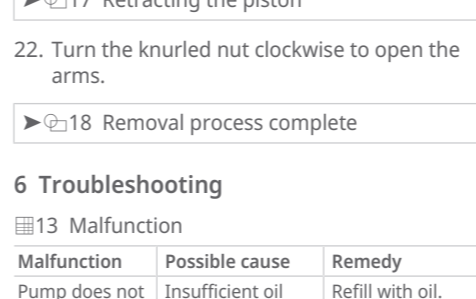 ➤ 17 Retracting the piston
22. Turn the knurled nut clockwise to open the
arms.
➤ 18 Removal process complete
6 Troubleshooting
13 Malfunction
Malfunction Possible cause Remedy
Pump does not Insufficient oil Refill with oil.